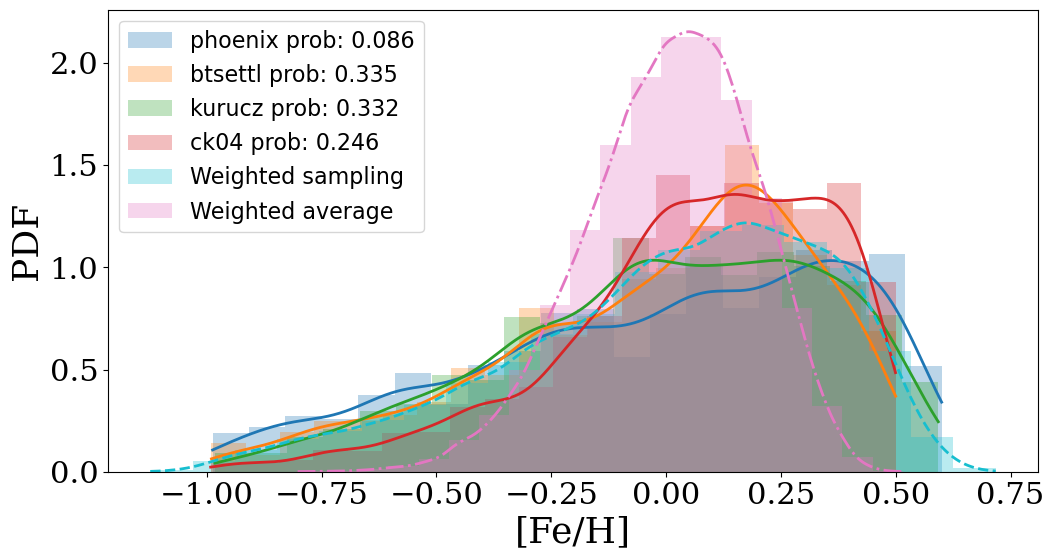 phoenix prob: 0.086
btsettl prob: 0.335
kurucz prob: 0.332
ck04 prob: 0.246
Weighted sampling
Weighted average
PDF
2.0
1.5
1.0
0.5
0.0
−1.00 −0.75 −0.50 −0.25 0.00 0.25 0.50 0.75
[Fe/H]